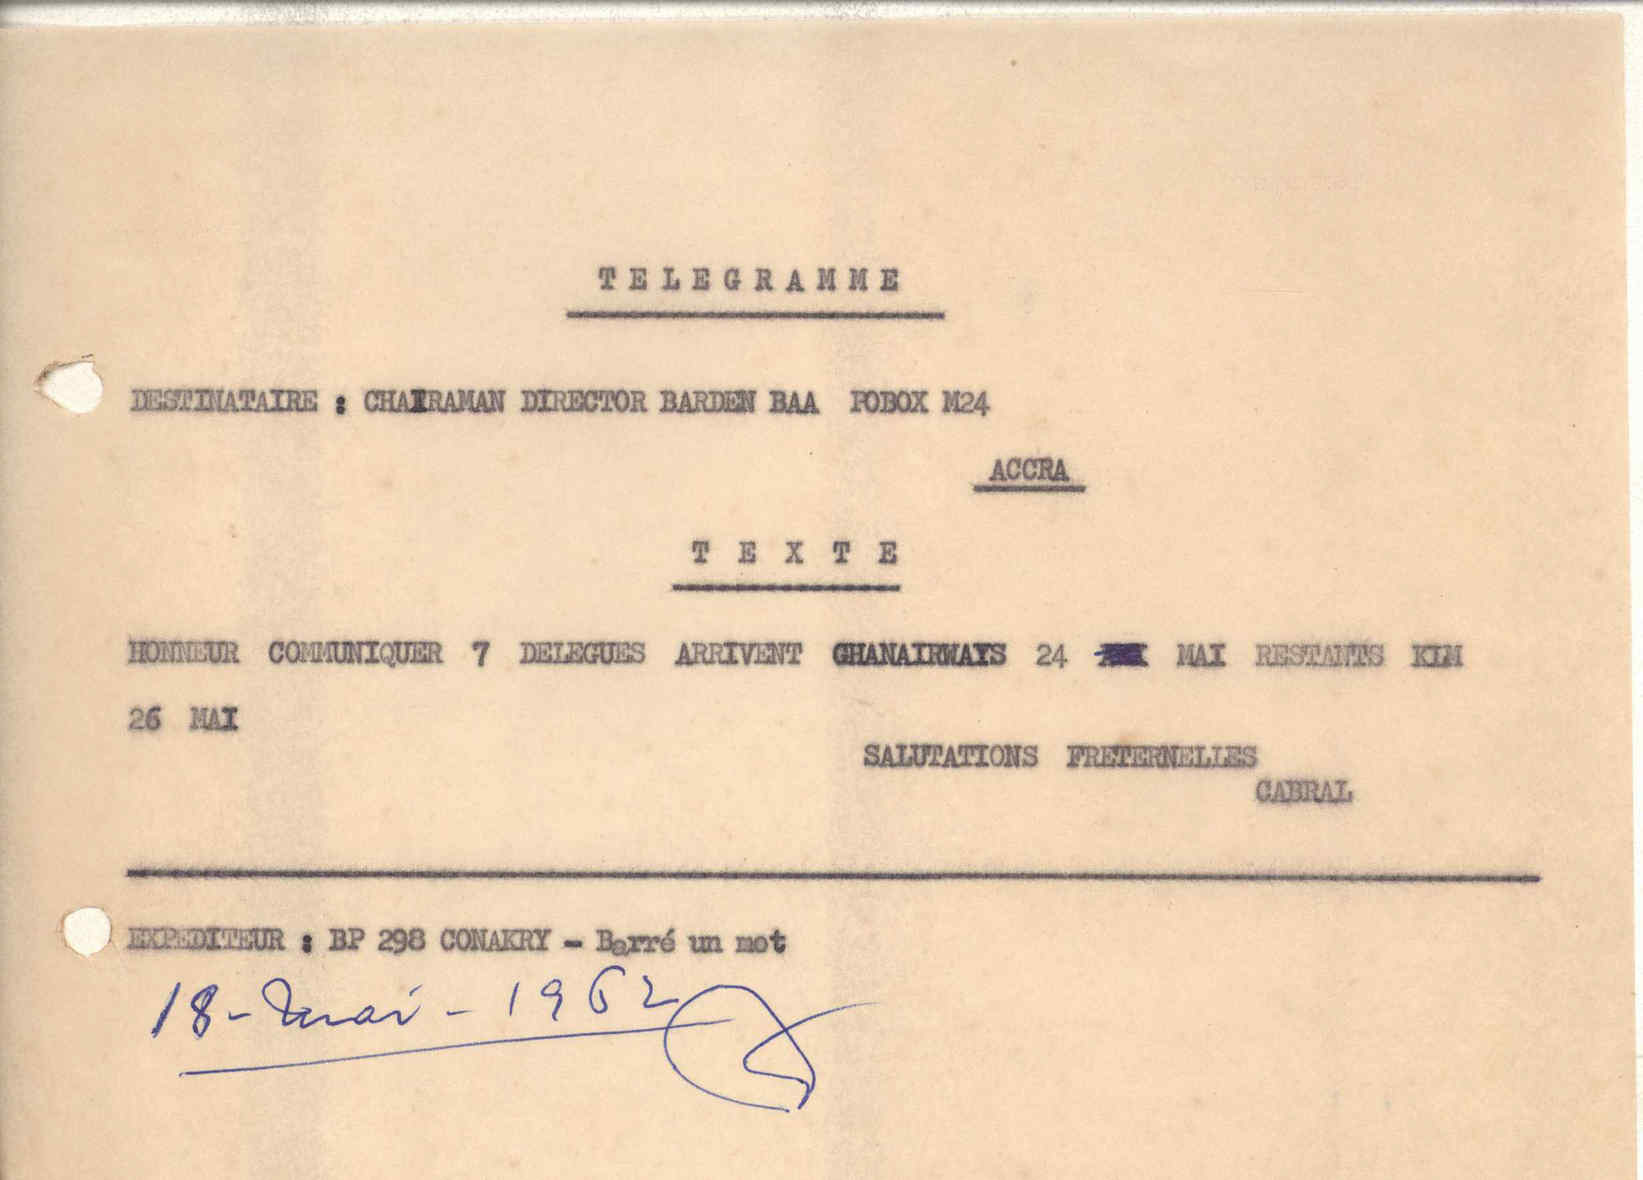 TELEGRAMME
DESTINATAIRE : CHAIRAMAN DIRECTOR BARDEN BAA POBOX M24
ACCRA
TEXTE
HONNEUR COMMUNIQUER 7 DELEGUES ARRIVENT GHANAIRWAYS 24 MAI RESTANTS KLM
26 MAI
SALUTATIONS FRETERNELLES
CABRAL
EXPEDITEUR : BP 298 CONAKRY - Barré un mot
18-mai-1962